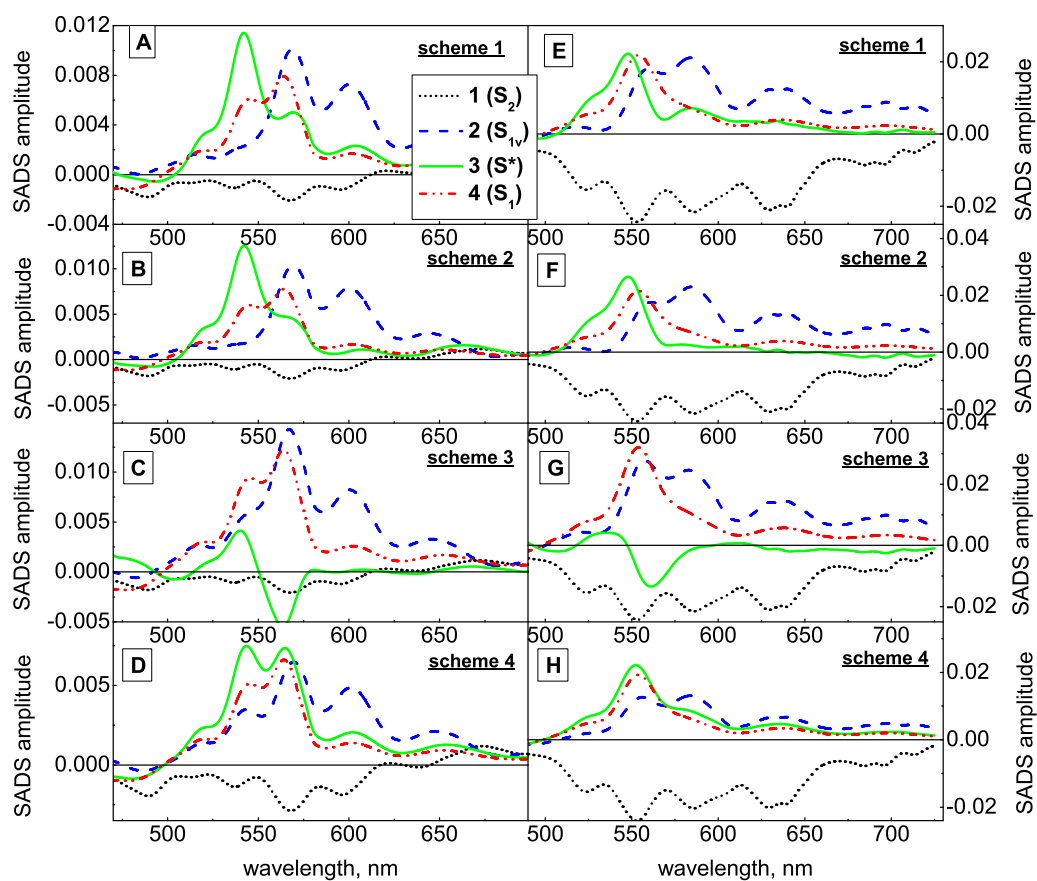 0.012
0.008
0.004
0.000
-0.004
SADS amplitude
A
scheme 1
E
scheme 1
0.02
0.00
-0.02
SADS amplitude
1 (S2)
2 (S1v)
3 (S*)
4 (S1)
500 550 600 650
500 550 600 650 700
0.010
0.005
0.000
-0.005
SADS amplitude
B
scheme 2
F
scheme 2
0.04
0.02
0.00
-0.02
SADS amplitude
500 550 600 650
500 550 600 650 700
0.010
0.005
0.000
-0.005
SADS amplitude
C
scheme 3
G
scheme 3
0.04
0.02
0.00
-0.02
SADS amplitude
500 550 600 650
500 550 600 650 700
0.005
0.000
SADS amplitude
D
scheme 4
H
scheme 4
0.02
0.00
-0.02
SADS amplitude
500 550 600 650
500 550 600 650 700
wavelength, nm
wavelength, nm